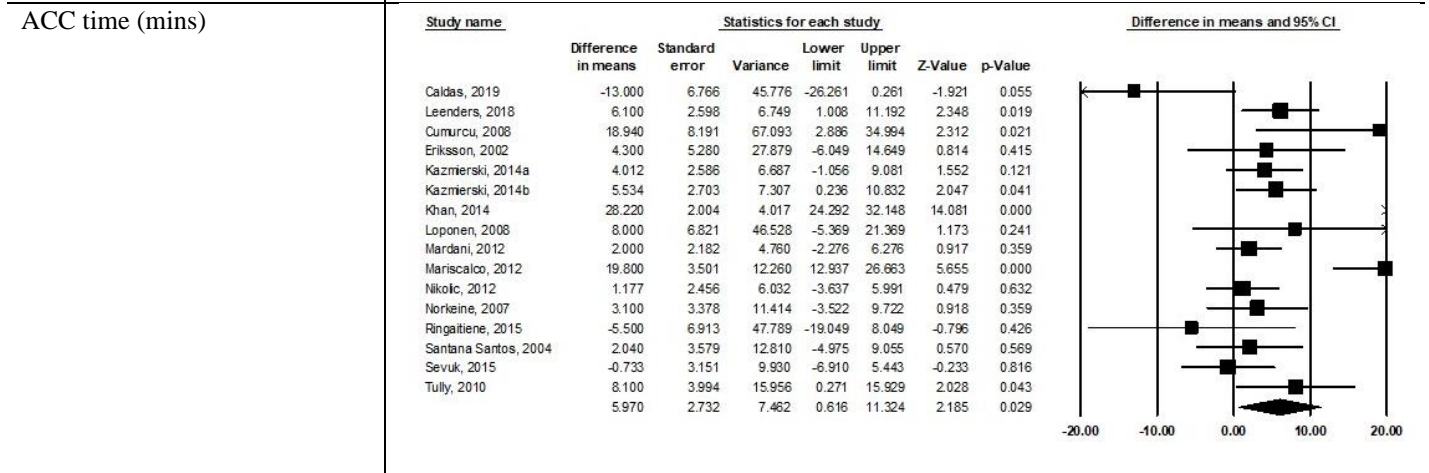 ACC time (mins)
Study name Statistics for each study Difference in means and 95% CI
Difference in means Standard error Variance Lower limit Upper limit Z-Value p-Value
Caldas, 2019 -13.000 6.766 45.776 -26.261 0.261 -1.921 0.055
Leenders, 2018 6.100 2.598 6.749 1.008 11.192 2.348 0.019
Cumurcu, 2008 18.940 8.191 67.093 2.886 34.994 2.312 0.021
Eriksson, 2002 4.300 5.280 27.879 -6.049 14.649 0.814 0.415
Kazmierski, 2014a 4.012 2.586 6.687 -1.056 9.081 1.552 0.121
Kazmierski, 2014b 5.534 2.703 7.307 0.236 10.832 2.047 0.041
Khan, 2014 28.220 2.004 4.017 24.292 32.148 14.081 0.000
Loponen, 2008 8.000 6.821 46.528 -5.369 21.369 1.173 0.241
Mardani, 2012 2.000 2.182 4.760 -2.276 6.276 0.917 0.359
Mariscalco, 2012 19.800 3.501 12.260 12.937 26.663 5.655 0.000
Nikolic, 2012 1.177 2.456 6.032 -3.637 5.991 0.479 0.632
Norkeine, 2007 3.100 3.378 11.414 -3.522 9.722 0.918 0.359
Ringaitiene, 2015 -5.500 6.913 47.789 -19.049 8.049 -0.796 0.426
Santana Santos, 2004 2.040 3.579 12.810 -4.975 9.055 0.570 0.569
Sevuk, 2015 -0.733 3.151 9.930 -6.910 5.443 -0.233 0.816
Tully, 2010 8.100 3.994 15.956 0.271 15.929 2.028 0.043
5.970 2.732 7.462 0.616 11.324 2.185 0.029
-20.00 -10.00 0.00 10.00 20.00